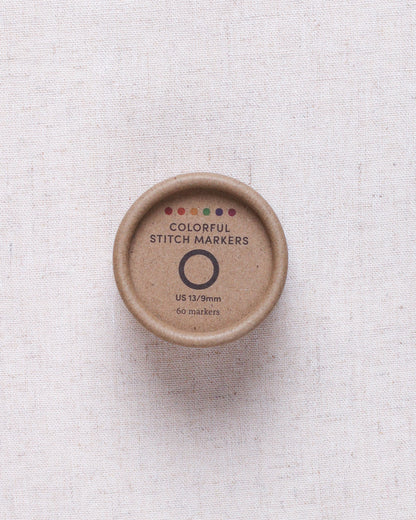 COLORFUL
STITCH MARKERS
US 13/9mm
60 markers